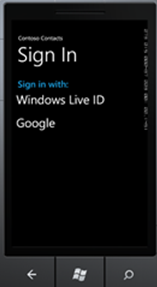 Contoso Contacts
Sign In
Sign in with:
Windows Live ID
Google